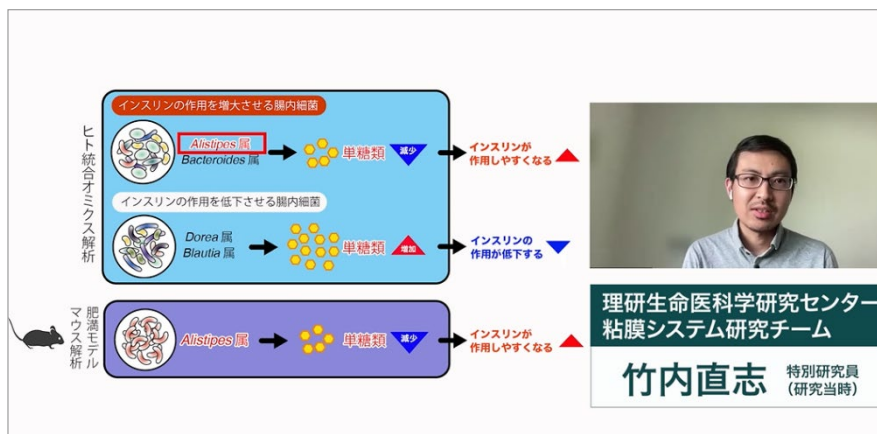 ヒト統合オミクス解析
インスリンの作用を増大させる腸内細菌
Alistipes 属
Bacteroides 属
単糖類
減少
インスリンが
作用しやすくなる
インスリンの作用を低下させる腸内細菌
Dorea 属
Blautia 属
単糖類
増加
インスリンの
作用が低下する
肥満モデル
マウス解析
Alistipes 属
単糖類
減少
インスリンが
作用しやすくなる
理研生命医科学研究センター
粘膜システム研究チーム
竹内直志
特別研究員
(研究当時)